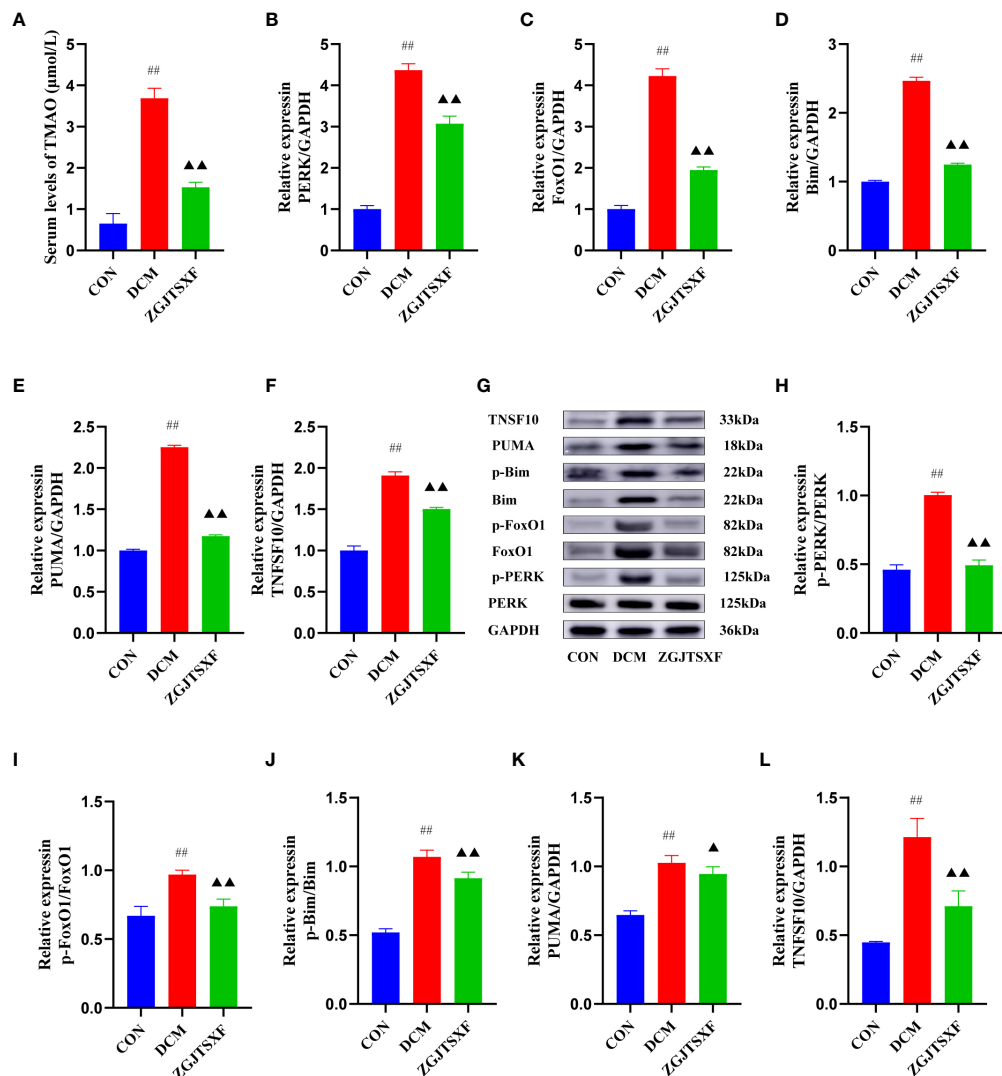 A
Serum levels of TMAO (μmol/L)
5
4
3
2
1
0
##
▲▲
CON
DCM
ZGJTSXF
B
Relative expressin
PERK/GAPDH
5
4
3
2
1
0
##
▲▲
CON
DCM
ZGJTSXF
C
Relative expressin
FoxO1/GAPDH
5
4
3
2
1
0
##
▲▲
CON
DCM
ZGJTSXF
D
Relative expressin
Bim/GAPDH
3
2
1
0
##
▲▲
CON
DCM
ZGJTSXF
E
Relative expressin
PUMA/GAPDH
2.5
2.0
1.5
1.0
0.5
0.0
##
▲▲
CON
DCM
ZGJTSXF
F
Relative expressin
TNFSF10/GAPDH
2.5
2.0
1.5
1.0
0.5
0.0
##
▲▲
CON
DCM
ZGJTSXF
G
TNSF10 33kDa
PUMA 18kDa
p-Bim 22kDa
Bim 22kDa
p-FoxO1 82kDa
FoxO1 82kDa
p-PERK 125kDa
PERK 125kDa
GAPDH 36kDa
CON DCM ZGJTSXF
H
Relative expressin
p-PERK/PERK
1.5
1.0
0.5
0.0
##
▲▲
CON
DCM
ZGJTSXF
I
Relative expressin
p-FoxO1/FoxO1
1.5
1.0
0.5
0.0
##
▲▲
CON
DCM
ZGJTSXF
J
Relative expressin
p-Bim/Bim
1.5
1.0
0.5
0.0
##
▲▲
CON
DCM
ZGJTSXF
K
Relative expressin
PUMA/GAPDH
1.5
1.0
0.5
0.0
##
▲
CON
DCM
ZGJTSXF
L
Relative expressin
TNFSF10/GAPDH
1.5
1.0
0.5
0.0
##
▲▲
CON
DCM
ZGJTSXF